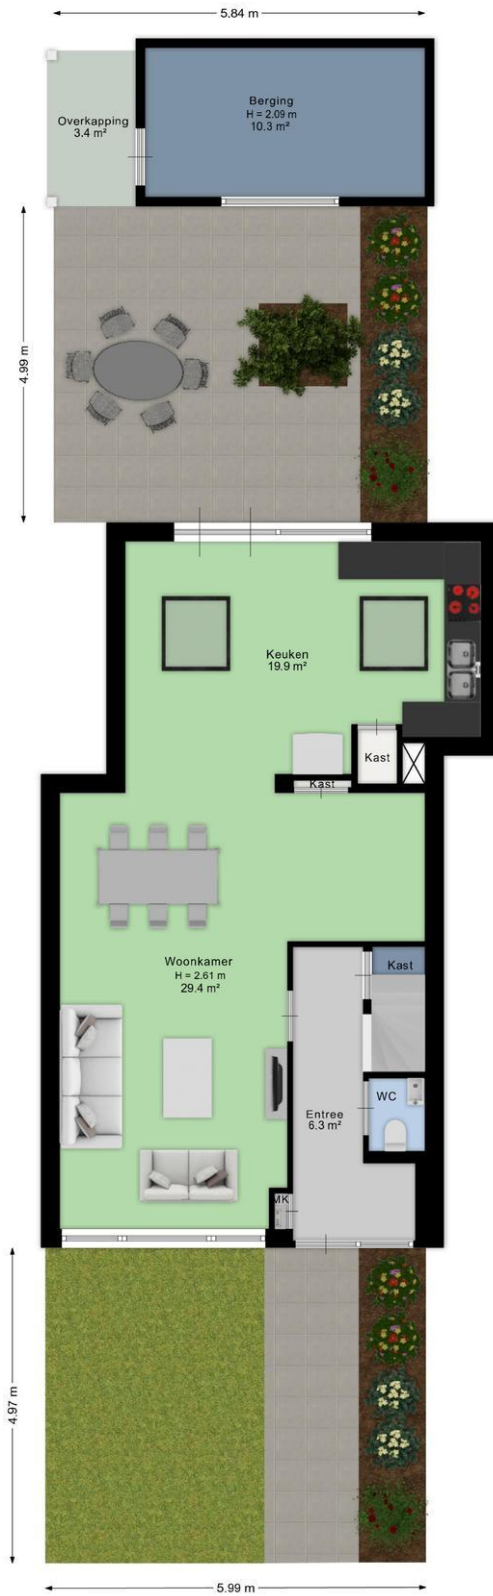 5.84 m
Berging
H = 2.09 m
10.3 m²
Overkapping
3.4 m²
4.99 m
Keuken
19.9 m²
Kast
Kast
Woonkamer
H = 2.61 m
29.4 m²
Kast
WC
Entree
6.3 m²
MK
4.97 m
5.99 m